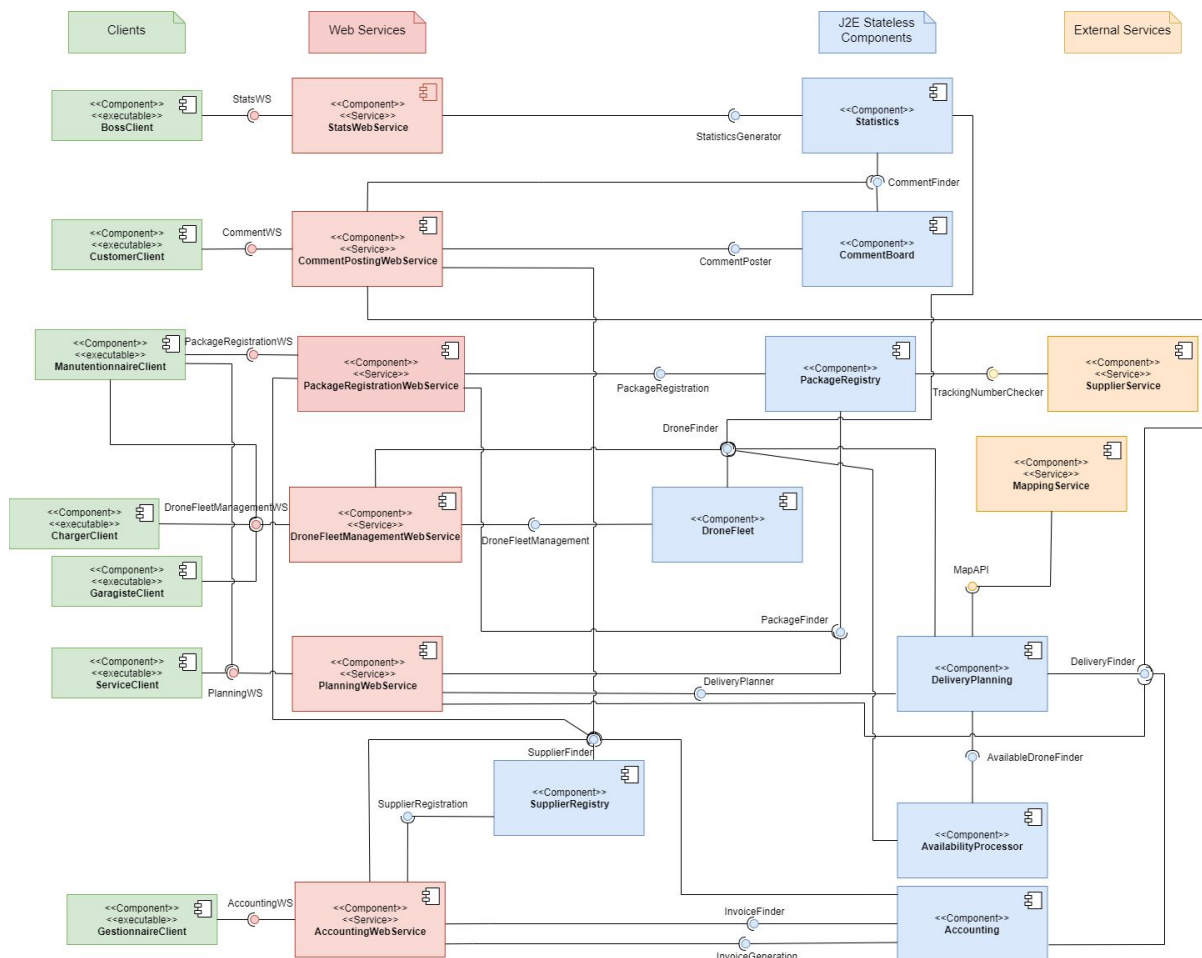 Clients
Web Services
J2E Stateless
Components
External Services
<<Component>>
<<executable>>
BossClient
StatsWS
<<Component>>
<<Service>>
StatsWebService
StatisticsGenerator
<<Component>>
Statistics
CommentFinder
<<Component>>
<<executable>>
CustomerClient
CommentWS
<<Component>>
<<Service>>
CommentPostingWebService
CommentPoster
<<Component>>
CommentBoard
<<Component>>
<<executable>>
ManutentionnaireClient
PackageRegistrationWS
<<Component>>
<<Service>>
PackageRegistrationWebService
PackageRegistration
<<Component>>
PackageRegistry
TrackingNumberChecker
<<Component>>
<<Service>>
SupplierService
DroneFinder
<<Component>>
<<Service>>
MappingService
<<Component>>
<<executable>>
ChargerClient
DroneFleetManagementWS
<<Component>>
<<Service>>
DroneFleetManagementWebService
DroneFleetManagement
<<Component>>
DroneFleet
<<Component>>
<<executable>>
GaragisteClient
MapAPI
PackageFinder
<<Component>>
<<executable>>
ServiceClient
PlanningWS
<<Component>>
<<Service>>
PlanningWebService
DeliveryPlanner
<<Component>>
DeliveryPlanning
DeliveryFinder
SupplierFinder
AvailableDroneFinder
<<Component>>
SupplierRegistry
SupplierRegistration
<<Component>>
AvailabilityProcessor
<<Component>>
<<executable>>
GestionnaireClient
AccountingWS
<<Component>>
<<Service>>
AccountingWebService
InvoiceFinder
InvoiceGeneration
<<Component>>
Accounting